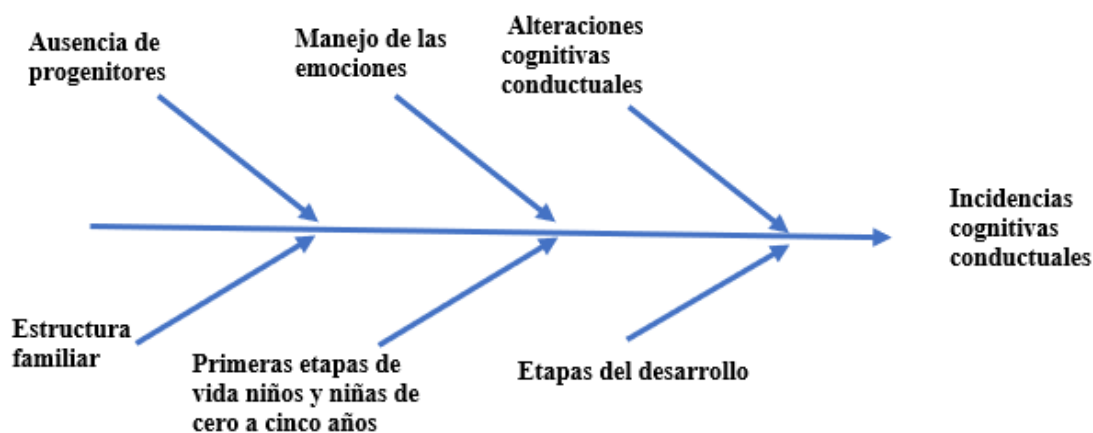 Ausencia de
progenitores
Manejo de las
emociones
Alteraciones
cognitivas
conductuales
Incidencias
cognitivas
conductuales
Estructura
familiar
Primeras etapas de
vida niños y niñas de
cero a cinco años
Etapas del desarrollo